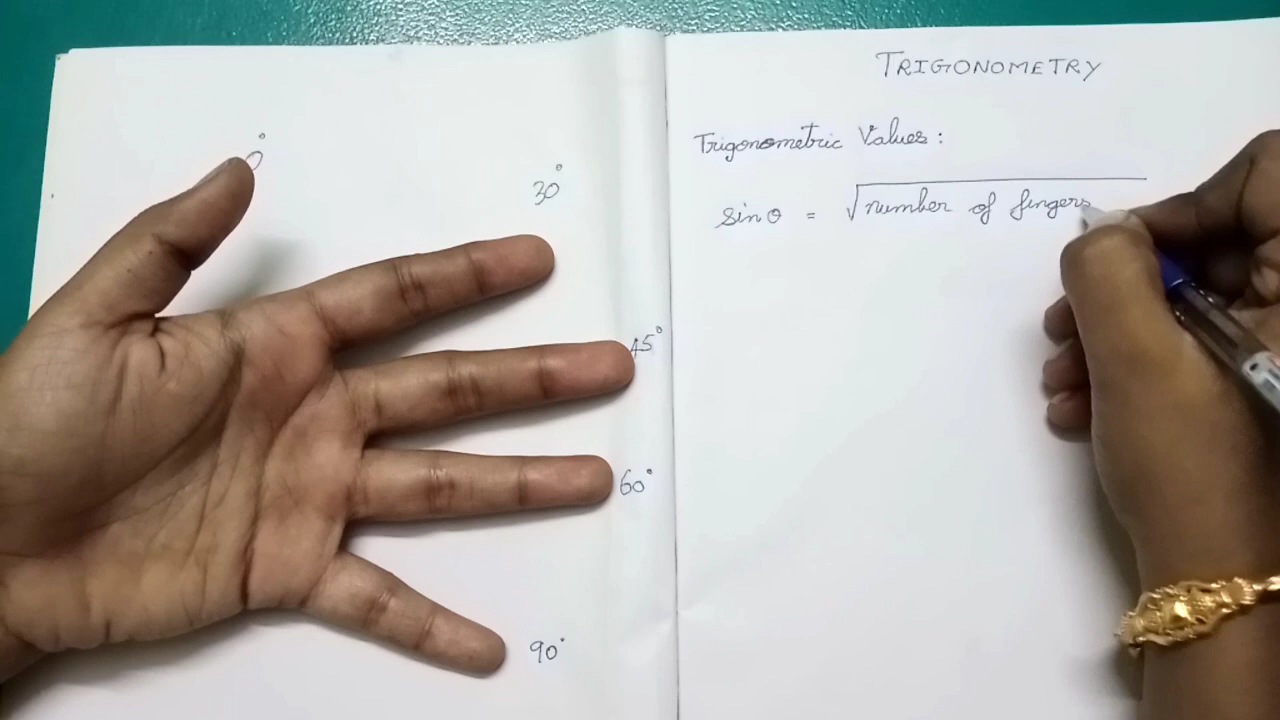 TRIGONOMETRY
Trigonometric Values:
sin θ = √number of fingers
0°
30°
45°
60°
90°